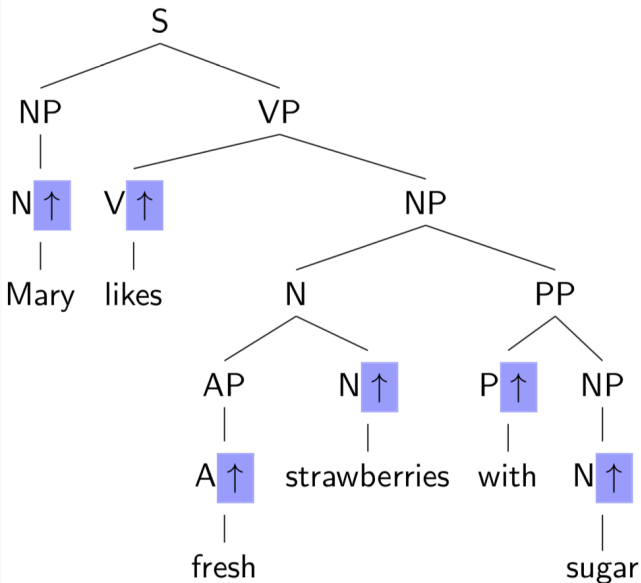 S
NP VP
N↑ V↑ NP
Mary likes N PP
AP N↑ P↑ NP
A↑ strawberries with N↑
fresh sugar